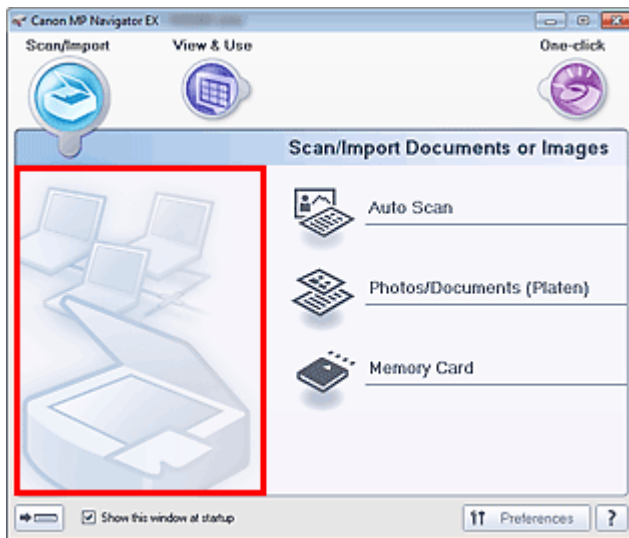 Canon MP Navigator EX
Scan/Import
View & Use
One-click
Scan/Import Documents or Images
Auto Scan
Photos/Documents (Platen)
Memory Card
Show this window at startup
Preferences
?